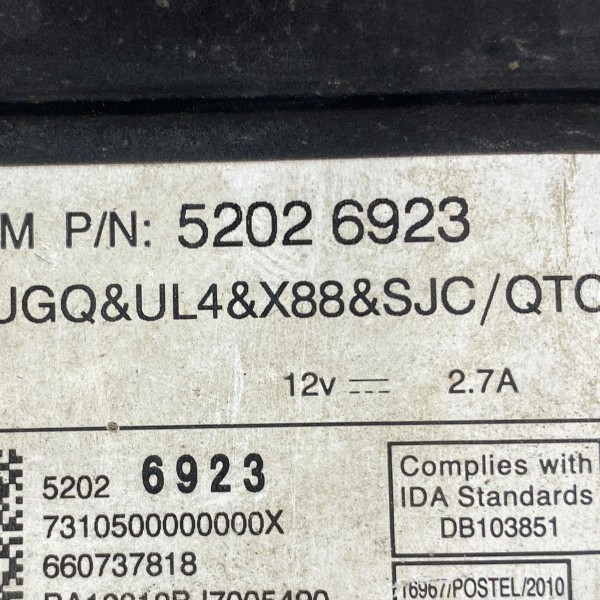 M P/N: 5202 6923
UGQ&UL4&X88&SJC/QTC
12v 2.7A
5202 6923
7310500000000X
660737818
Complies with
IDA Standards
DB103851
16967/POSTEL/2010